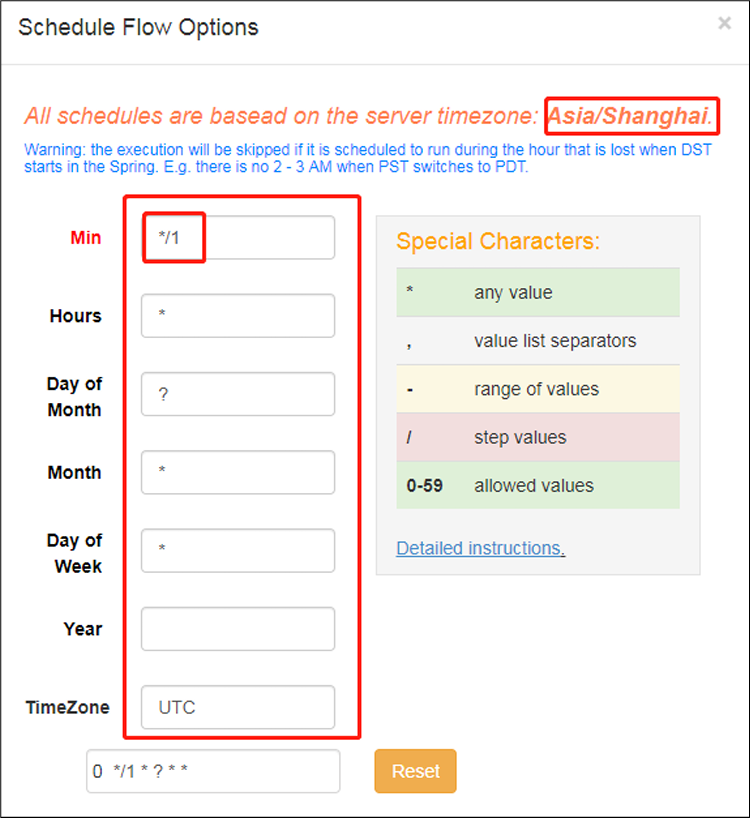 Schedule Flow Options
×
All schedules are basead on the server timezone: Asia/Shanghai.
Warning: the execution will be skipped if it is scheduled to run during the hour that is lost when DST
starts in the Spring. E.g. there is no 2 - 3 AM when PST switches to PDT.
Min */1
Hours *
Day of
Month ?
Month *
Day of
Week *
Year
TimeZone UTC
0 */1 * ? * *
Reset
Special Characters:
* any value
, value list separators
- range of values
/ step values
0-59 allowed values
Detailed instructions.